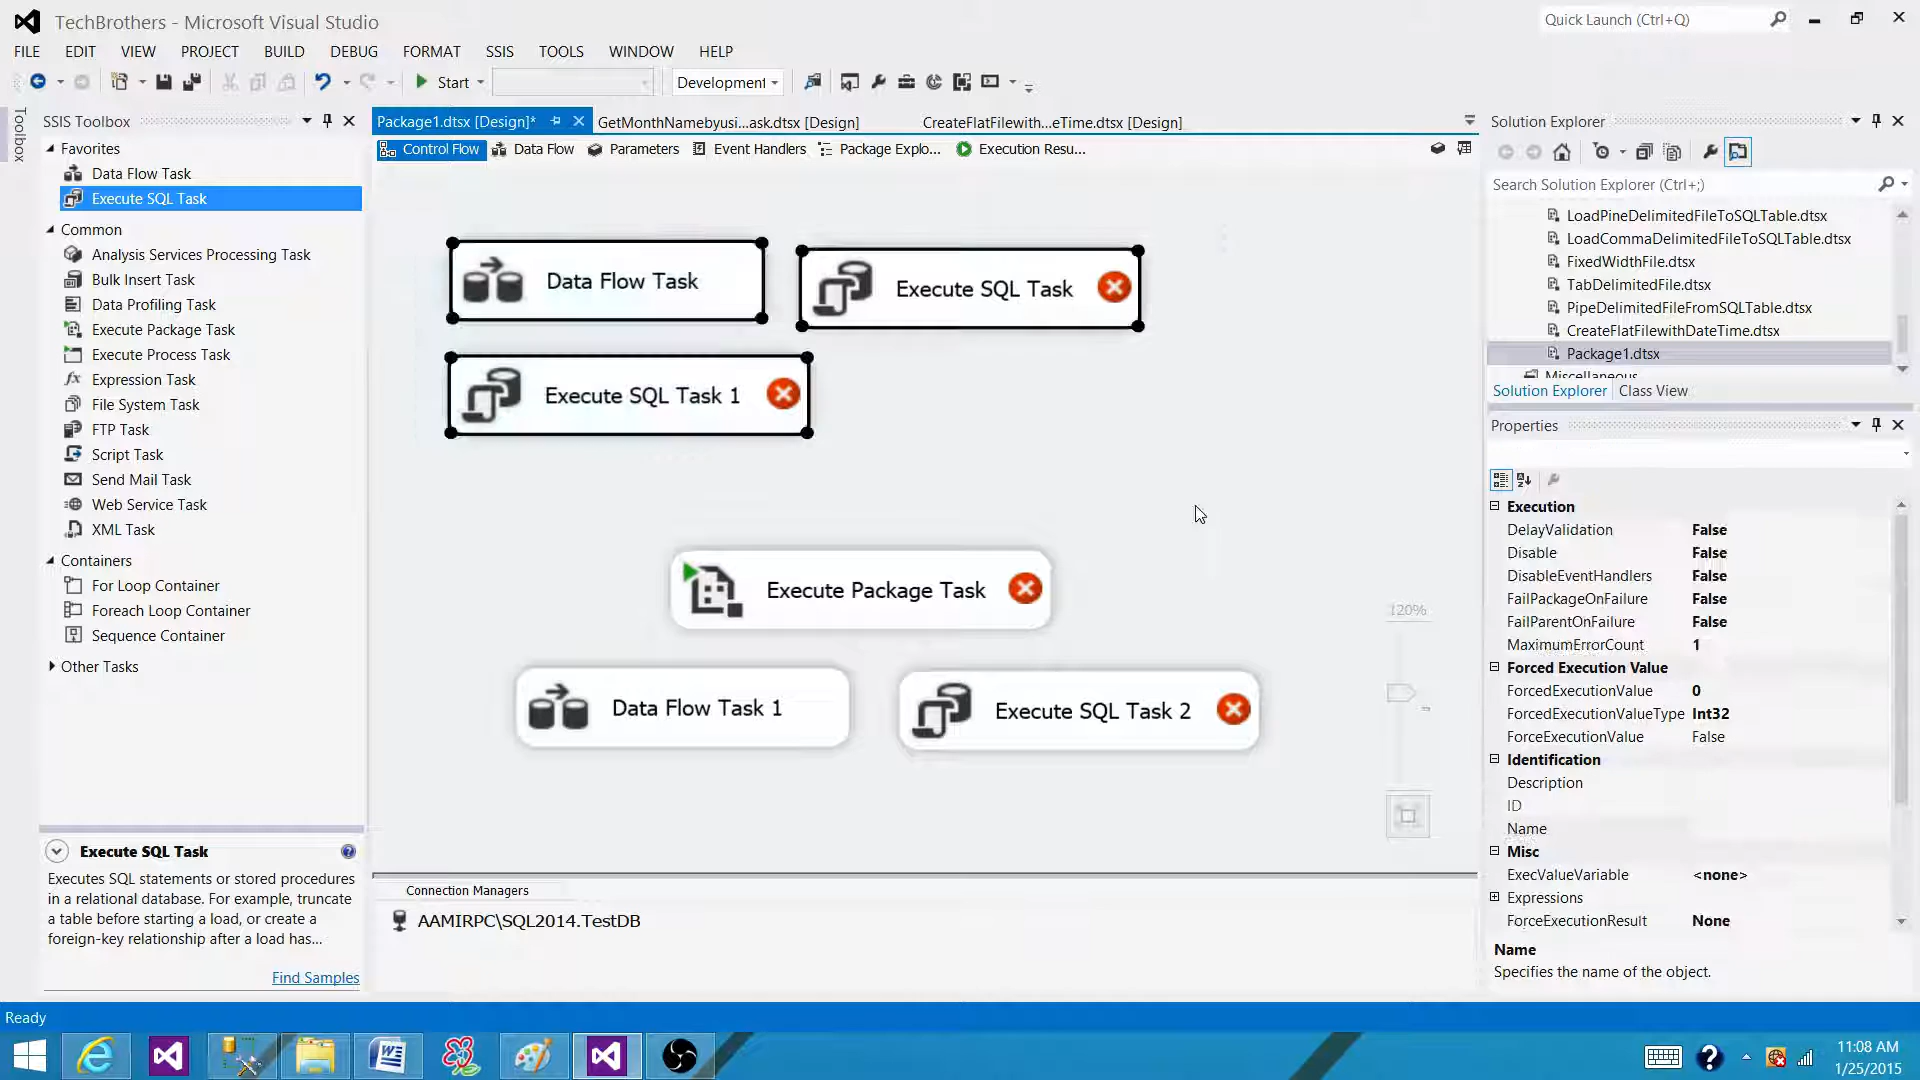 TechBrothers - Microsoft Visual Studio
Quick Launch (Ctrl+Q)
FILE EDIT VIEW PROJECT BUILD DEBUG FORMAT SSIS TOOLS WINDOW HELP
Start
Development
Toolbox
SSIS Toolbox
Favorites
Data Flow Task
Execute SQL Task
Common
Analysis Services Processing Task
Bulk Insert Task
Data Profiling Task
Execute Package Task
Execute Process Task
Expression Task
File System Task
FTP Task
Script Task
Send Mail Task
Web Service Task
XML Task
Containers
For Loop Container
Foreach Loop Container
Sequence Container
Other Tasks
Execute SQL Task
Executes SQL statements or stored procedures
in a relational database. For example, truncate
a table before starting a load, or create a
foreign-key relationship after a load has...
Find Samples
Package1.dtsx [Design]* GetMonthNamebyusi...ask.dtsx [Design] CreateFlatFilewith...eTime.dtsx [Design]
Control Flow Data Flow Parameters Event Handlers Package Explo... Execution Resu...
Data Flow Task
Execute SQL Task
Execute SQL Task 1
Execute Package Task
Data Flow Task 1
Execute SQL Task 2
120%
Connection Managers
AAMIRPC\SQL2014.TestDB
Solution Explorer
Search Solution Explorer (Ctrl+;)
LoadPineDelimitedFileToSQLTable.dtsx
LoadCommaDelimitedFileToSQLTable.dtsx
FixedWidthFile.dtsx
TabDelimitedFile.dtsx
PipeDelimitedFileFromSQLTable.dtsx
CreateFlatFilewithDateTime.dtsx
Package1.dtsx
Miscellaneous
Solution Explorer Class View
Properties
Execution
DelayValidation False
Disable False
DisableEventHandlers False
FailPackageOnFailure False
FailParentOnFailure False
MaximumErrorCount 1
Forced Execution Value
ForcedExecutionValue 0
ForcedExecutionValueType Int32
ForceExecutionValue False
Identification
Description
ID
Name
Misc
ExecValueVariable <none>
Expressions
ForceExecutionResult None
Name
Specifies the name of the object.
Ready
11:08 AM
1/25/2015